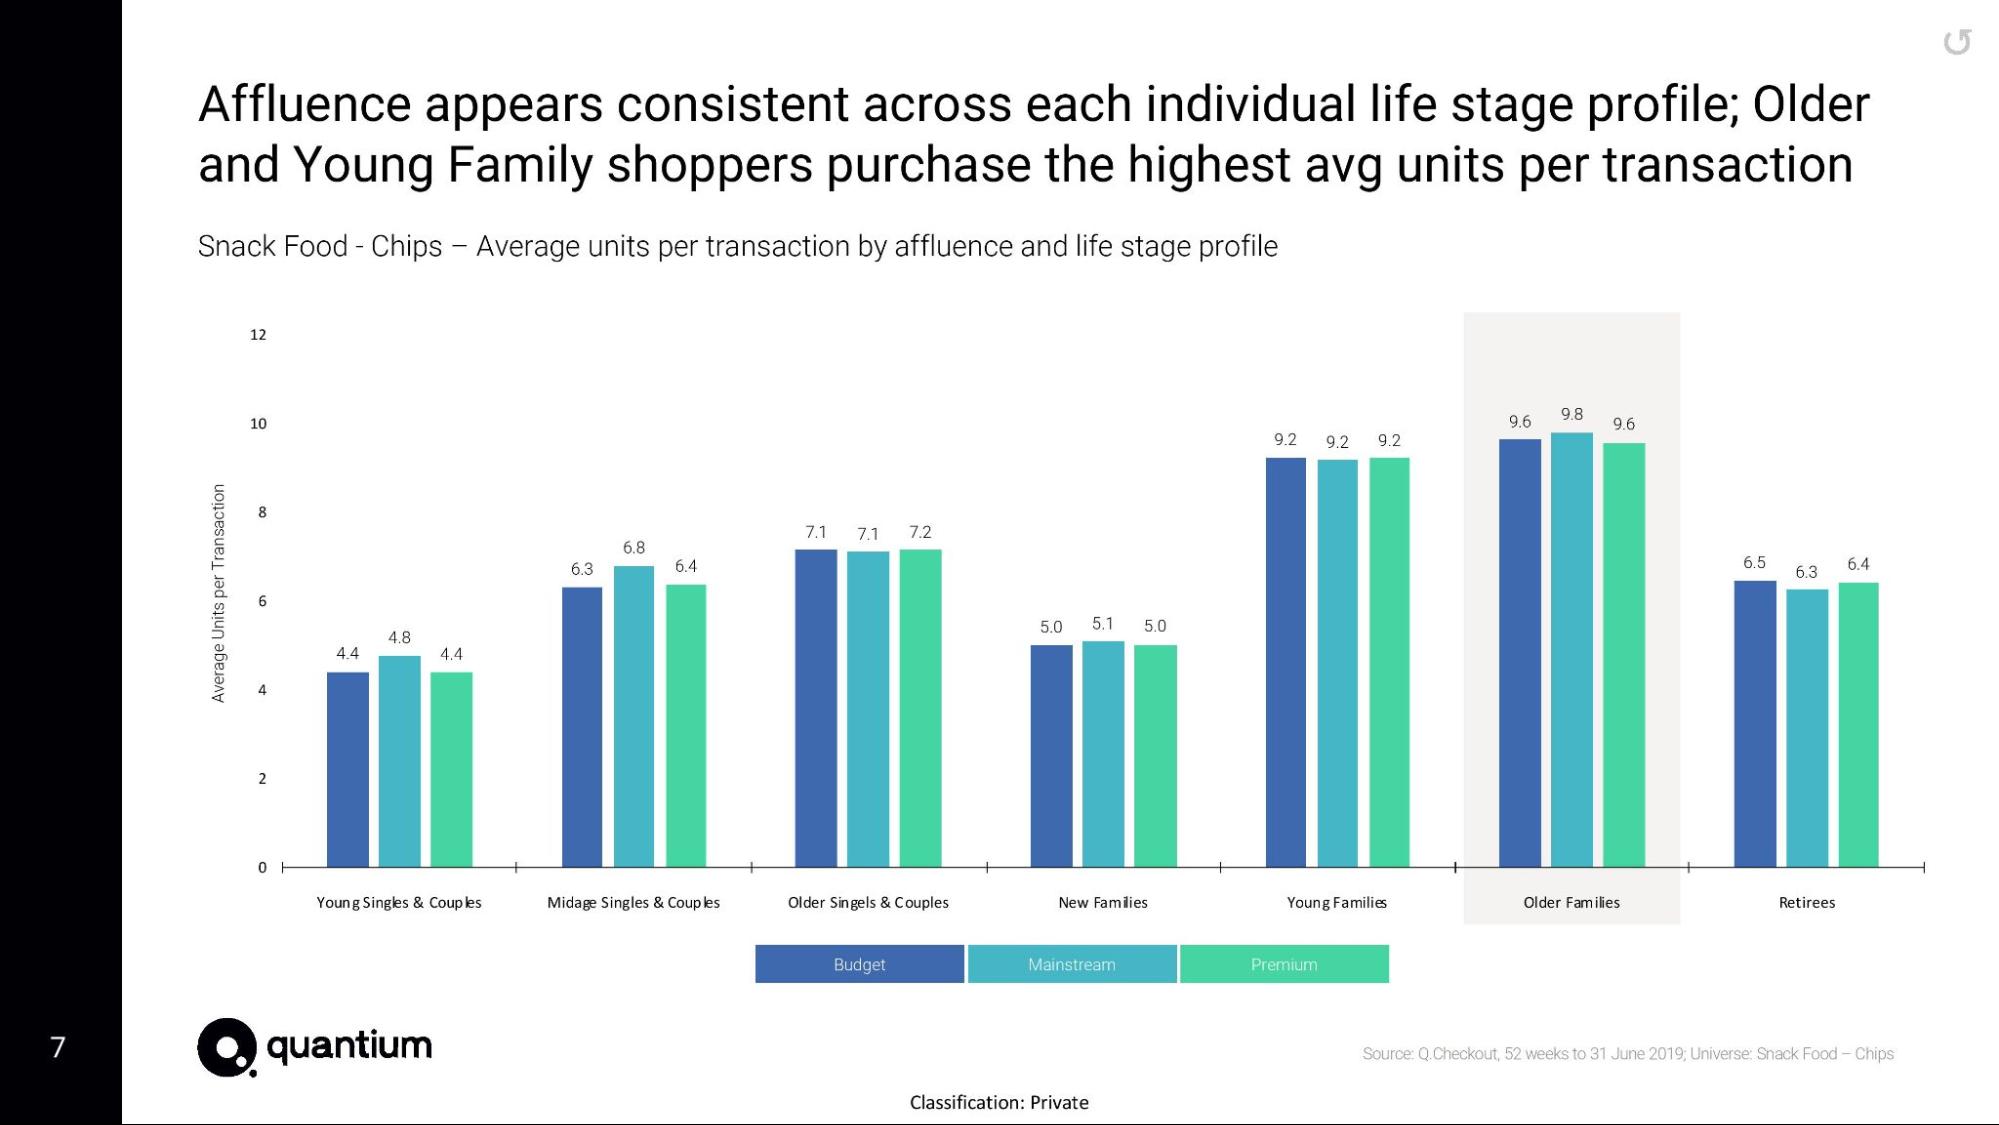 Affluence appears consistent across each individual life stage profile; Older
and Young Family shoppers purchase the highest avg units per transaction
Snack Food - Chips – Average units per transaction by affluence and life stage profile
Average Units per Transaction
12
10
8
6
4
2
0
4.4 4.8 4.4
6.3 6.8 6.4
7.1 7.1 7.2
5.0 5.1 5.0
9.2 9.2 9.2
9.6 9.8 9.6
6.5 6.3 6.4
Young Singles & Couples
Midage Singles & Couples
Older Singels & Couples
New Families
Young Families
Older Families
Retirees
Budget
Mainstream
Premium
7
quantium
Source: Q.Checkout, 52 weeks to 31 June 2019; Universe: Snack Food – Chips
Classification: Private